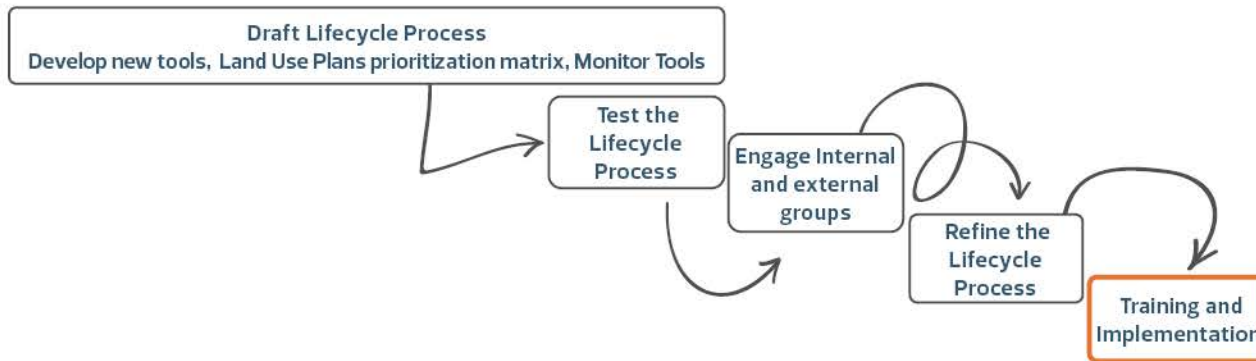 Draft Lifecycle Process
Develop new tools, Land Use Plans prioritization matrix, Monitor Tools
Test the
Lifecycle
Process
Engage Internal
and external
groups
Refine the
Lifecycle
Process
Training and
Implementation